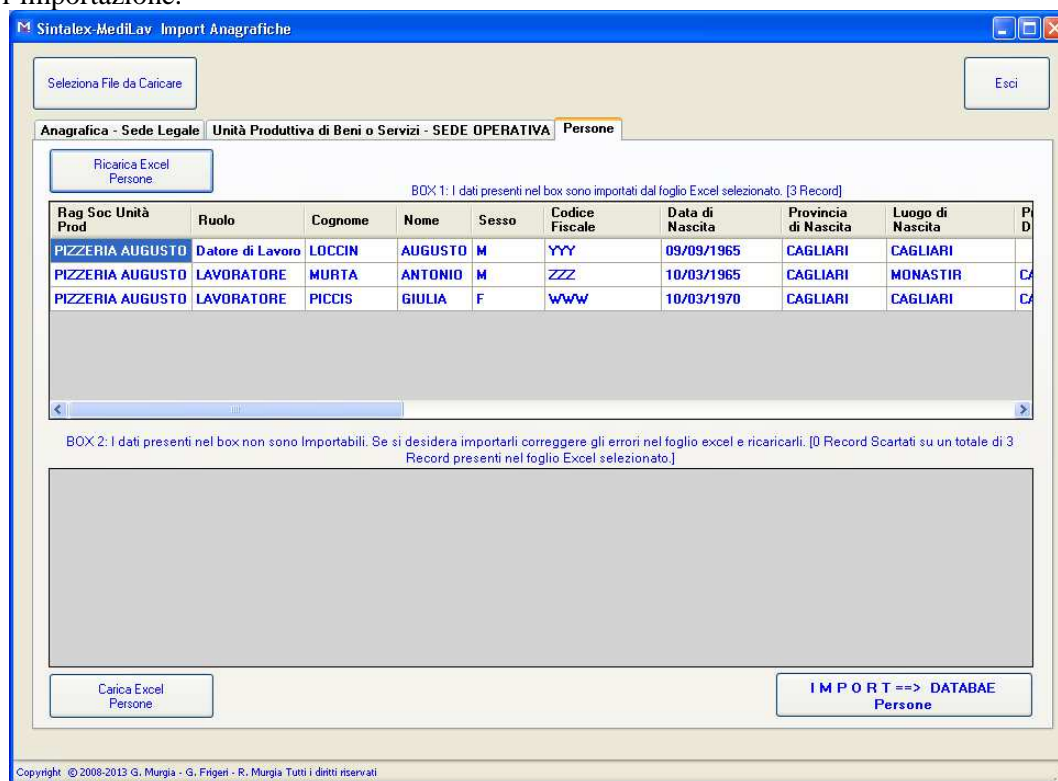 l'importazione.
Sintalex-MediLav Import Anagrafiche
Seleziona File da Caricare
Esci
Anagrafica - Sede Legale Unità Produttiva di Beni o Servizi - SEDE OPERATIVA Persone
Ricarica Excel
Persone
BOX 1: I dati presenti nel box sono importati dal foglio Excel selezionato. [3 Record]
Rag Soc Unità Prod Ruolo Cognome Nome Sesso Codice Fiscale Data di Nascita Provincia di Nascita Luogo di Nascita
PIZZERIA AUGUSTO Datore di Lavoro LOCCIN AUGUSTO M YYY 09/09/1965 CAGLIARI CAGLIARI
PIZZERIA AUGUSTO LAVORATORE MURTA ANTONIO M ZZZ 10/03/1965 CAGLIARI MONASTIR CA
PIZZERIA AUGUSTO LAVORATORE PICCIS GIULIA F WWW 10/03/1970 CAGLIARI CAGLIARI CA
BOX 2: I dati presenti nel box non sono Importabili. Se si desidera importarli correggere gli errori nel foglio excel e ricaricarli. [0 Record Scartati su un totale di 3
Record presenti nel foglio Excel selezionato.]
Carica Excel
Persone
I M P O R T ==> DATABAE
Persone
Copyright © 2008-2013 G. Murgia - G. Frigeri - R. Murgia Tutti i diritti riservati